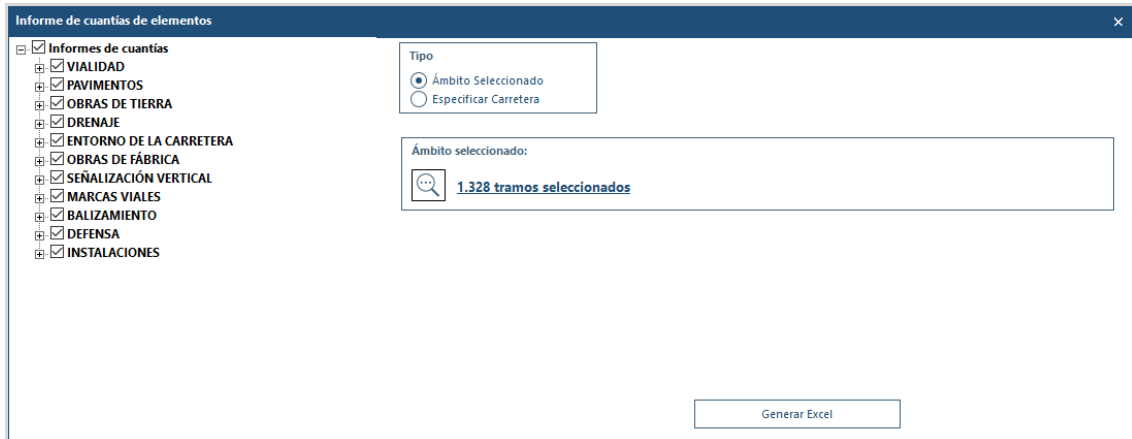 Informe de cuantías de elementos
Informes de cuantías
VIALIDAD
PAVIMENTOS
OBRAS DE TIERRA
DRENAJE
ENTORNO DE LA CARRETERA
OBRAS DE FÁBRICA
SEÑALIZACIÓN VERTICAL
MARCAS VIALES
BALIZAMIENTO
DEFENSA
INSTALACIONES
Tipo
Ámbito Seleccionado
Especificar Carretera
Ámbito seleccionado:
1.328 tramos seleccionados
Generar Excel